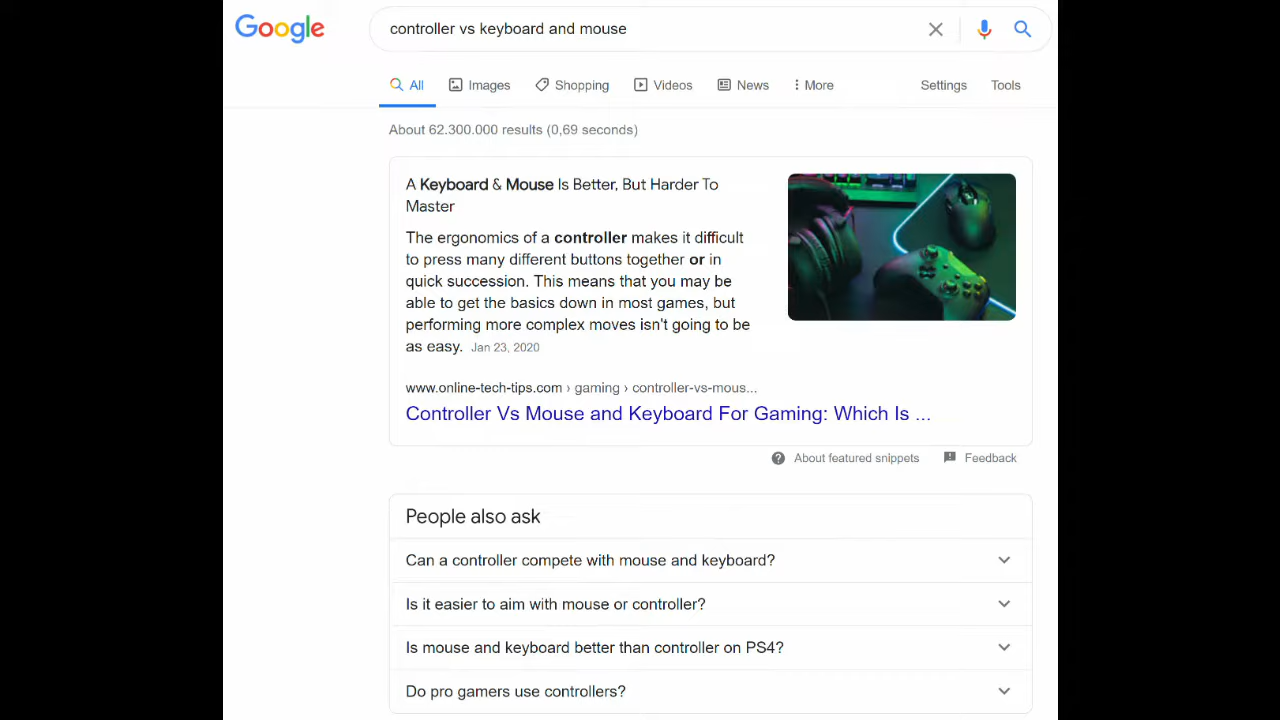 Google
controller vs keyboard and mouse
All Images Shopping Videos News More Settings Tools
About 62.300.000 results (0,69 seconds)
A Keyboard & Mouse Is Better, But Harder To
Master
The ergonomics of a controller makes it difficult
to press many different buttons together or in
quick succession. This means that you may be
able to get the basics down in most games, but
performing more complex moves isn't going to be
as easy. Jan 23, 2020
www.online-tech-tips.com › gaming › controller-vs-mous...
Controller Vs Mouse and Keyboard For Gaming: Which Is ...
About featured snippets Feedback
People also ask
Can a controller compete with mouse and keyboard?
Is it easier to aim with mouse or controller?
Is mouse and keyboard better than controller on PS4?
Do pro gamers use controllers?